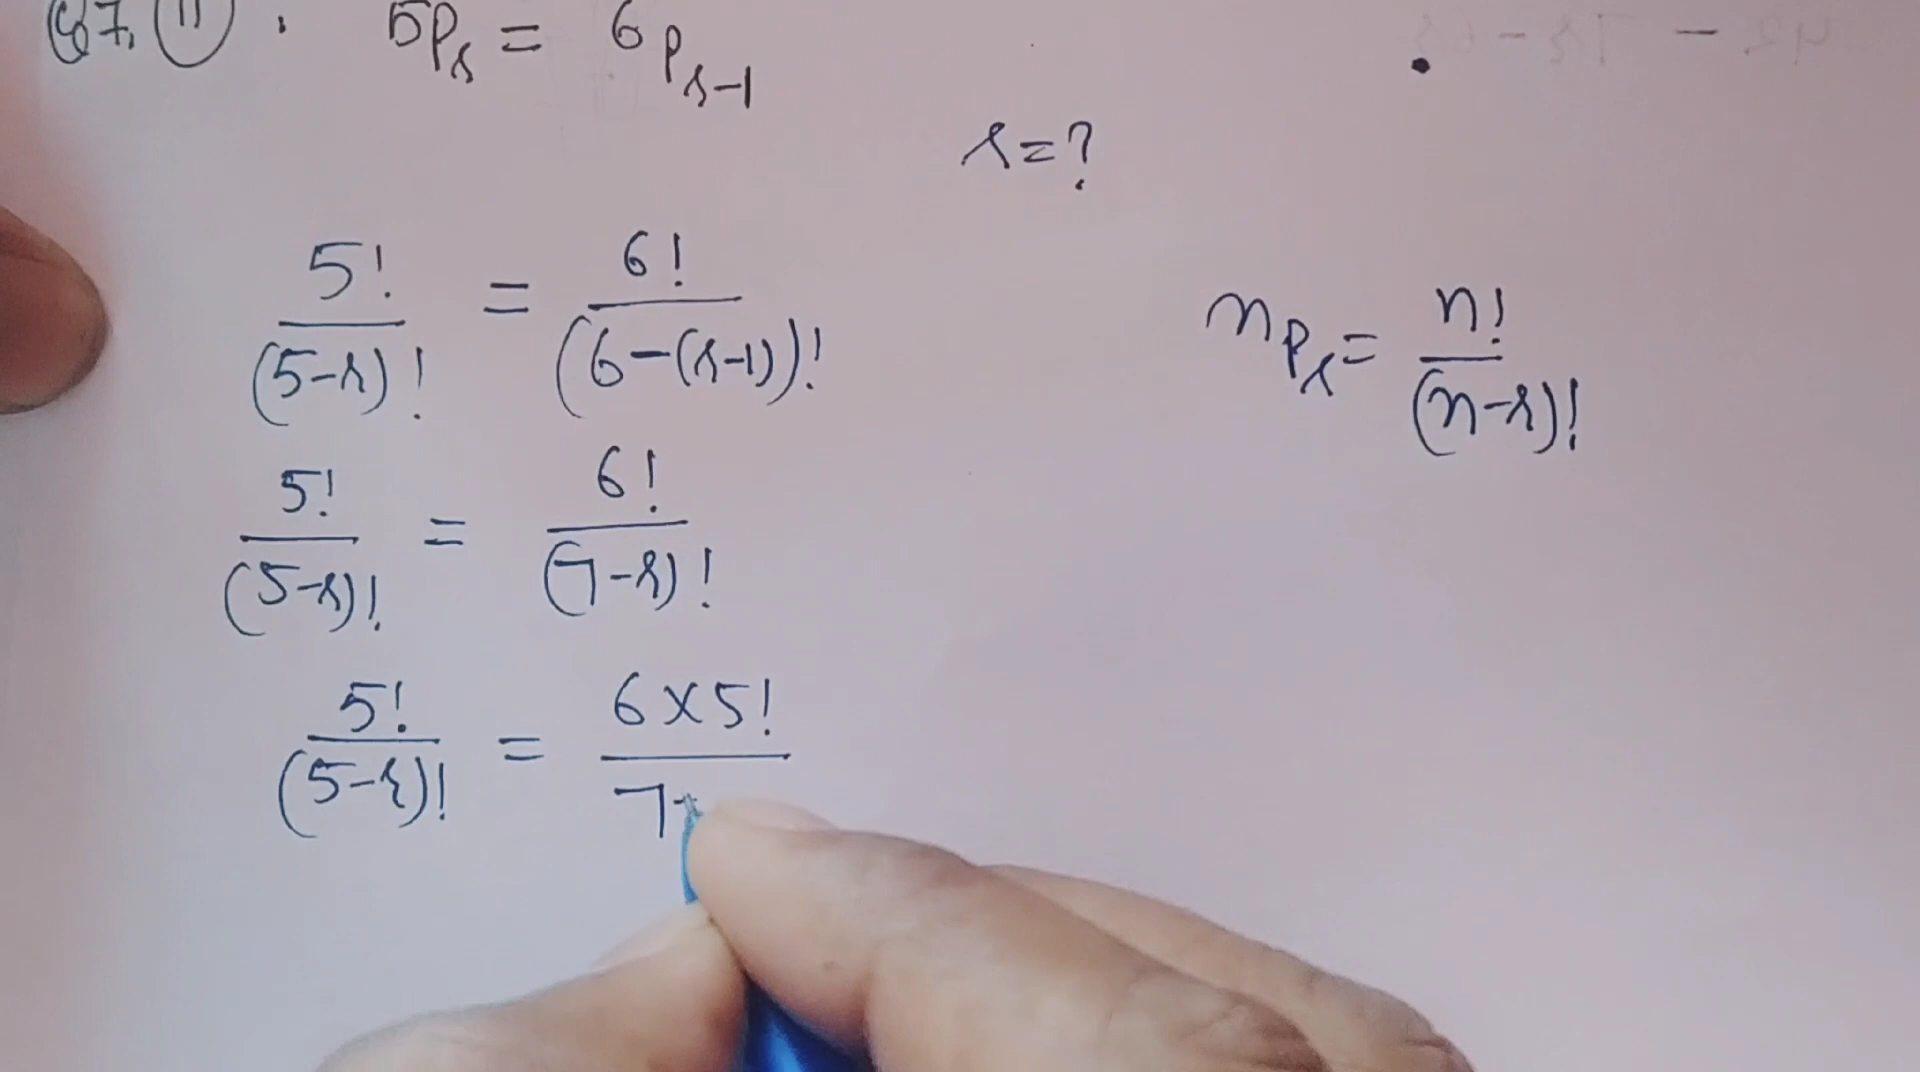 Q7. (ii) . 5Pr = 6Pr-1
r=?
5!/(5-r)! = 6!/(6-(r-1))!
nPr = n!/(n-r)!
5!/(5-r)! = 6!/(7-r)!
5!/(5-r)! = 6×5!/7-